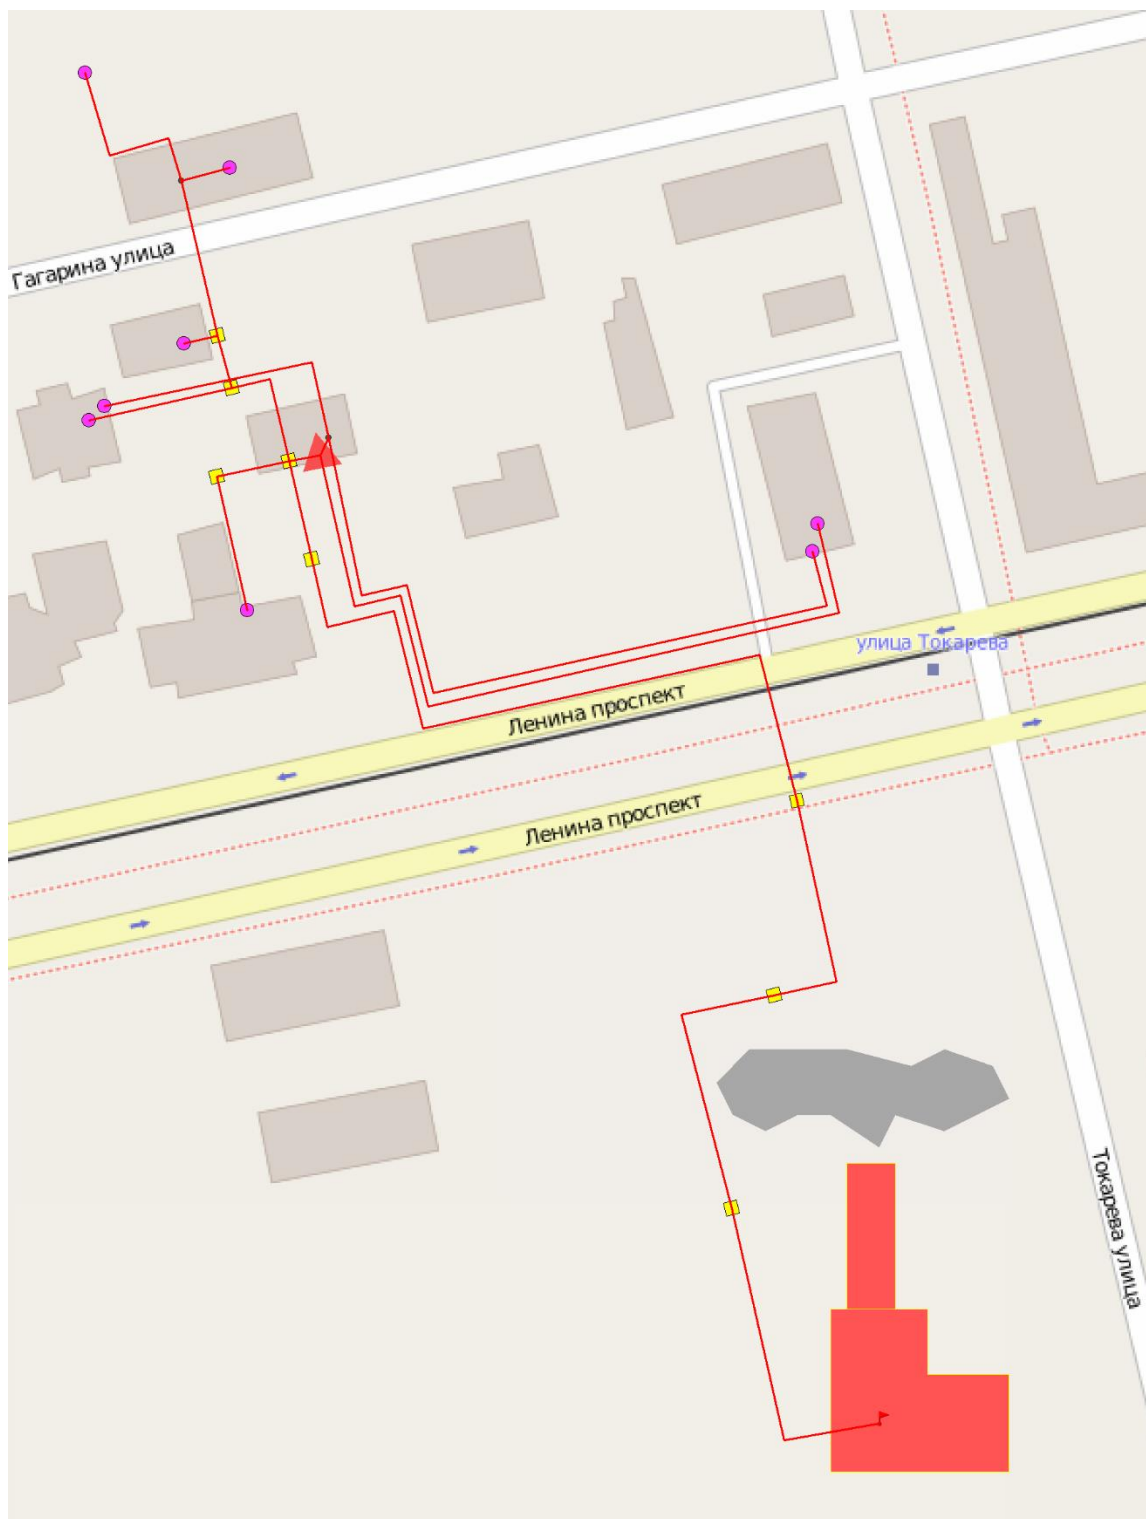 Гагарина улица
улица Токарева
Ленина проспект
Ленина проспект
Токарева улица